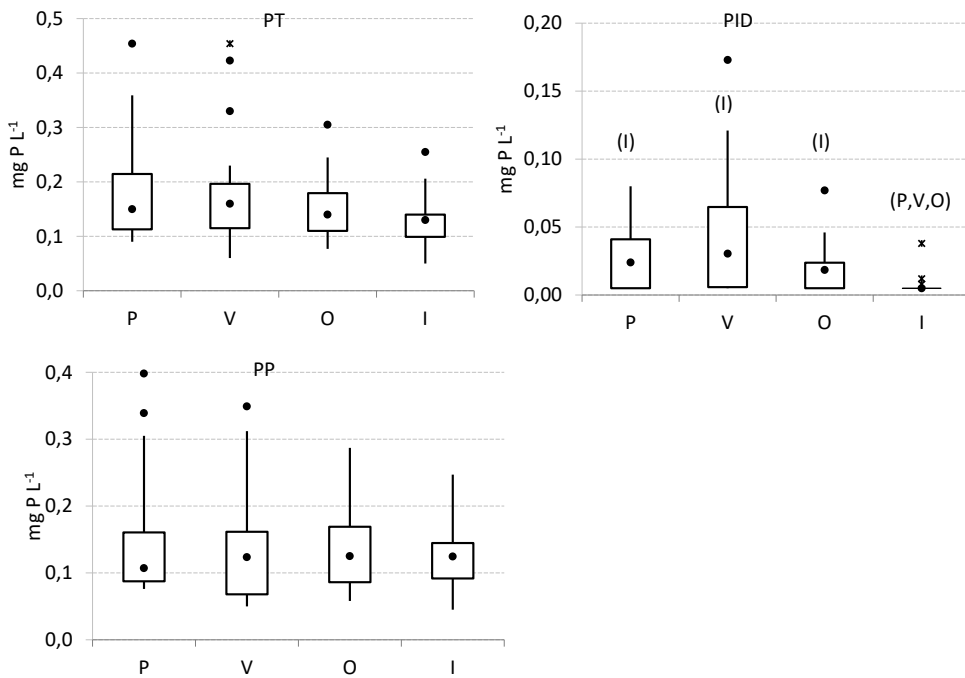 PT
mg P L⁻¹
0,5
0,4
0,3
0,2
0,1
0,0
P V O I
PID
mg P L⁻¹
0,20
0,15
0,10
0,05
0,00
(I)
(I)
(I)
(P,V,O)
P V O I
PP
mg P L⁻¹
0,4
0,3
0,2
0,1
0,0
P V O I